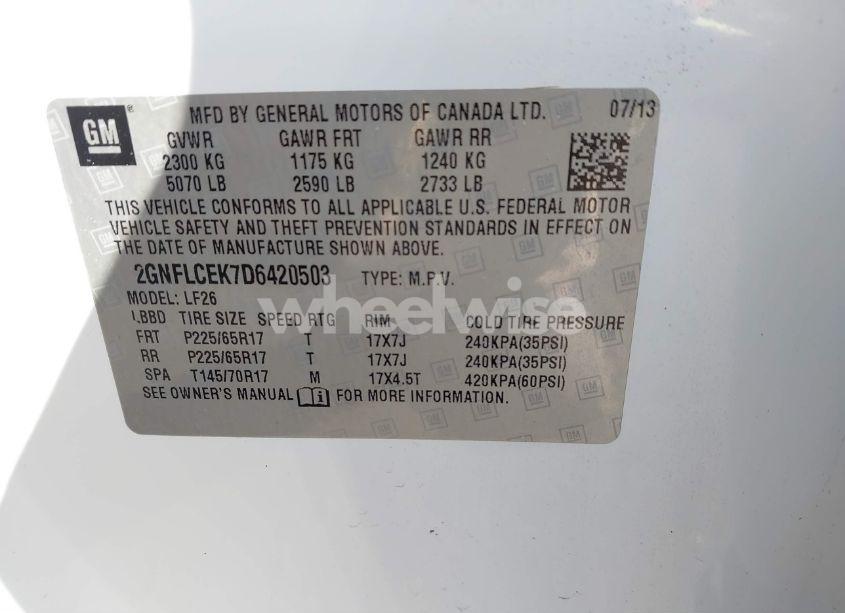 GM ® MFD BY GENERAL MOTORS OF CANADA LTD. 07/13
GVWR GAWR FRT GAWR RR
2300 KG 1175 KG 1240 KG
5070 LB 2590 LB 2733 LB
THIS VEHICLE CONFORMS TO ALL APPLICABLE U.S. FEDERAL MOTOR
VEHICLE SAFETY AND THEFT PREVENTION STANDARDS IN EFFECT ON
THE DATE OF MANUFACTURE SHOWN ABOVE.
2GNFLCEK7D6420503 TYPE: M.P.V.
MODEL: LF26
wheelwise
TIRE SIZE SPEED RTG RIM COLD TIRE PRESSURE
FRT P225/65R17 T 17X7J 240KPA(35PSI)
RR P225/65R17 T 17X7J 240KPA(35PSI)
SPA T145/70R17 M 17X4.5T 420KPA(60PSI)
SEE OWNER'S MANUAL FOR MORE INFORMATION.